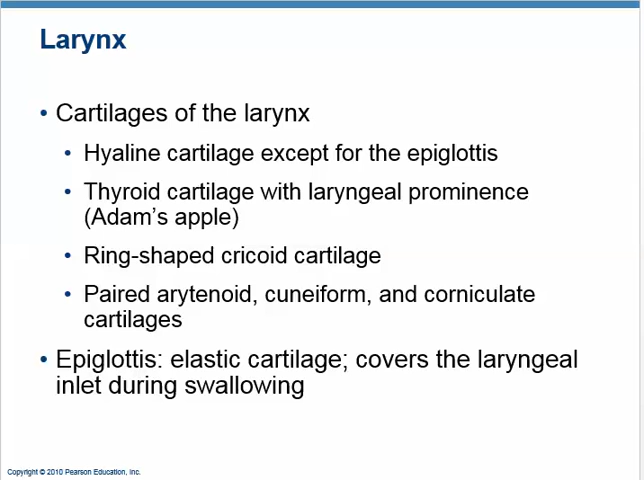 Larynx
• Cartilages of the larynx
• Hyaline cartilage except for the epiglottis
• Thyroid cartilage with laryngeal prominence
(Adam's apple)
• Ring-shaped cricoid cartilage
• Paired arytenoid, cuneiform, and corniculate
cartilages
• Epiglottis: elastic cartilage; covers the laryngeal
inlet during swallowing
Copyright © 2010 Pearson Education, Inc.